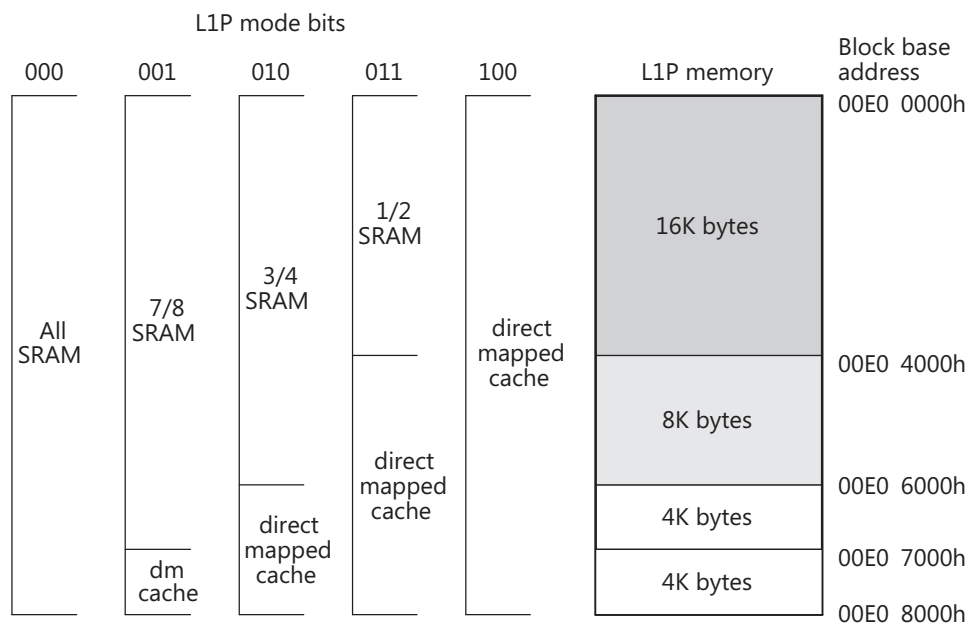 L1P mode bits
000 001 010 011 100 L1P memory
Block base
address
00E0 0000h
All
SRAM
7/8
SRAM
dm
cache
3/4
SRAM
direct
mapped
cache
1/2
SRAM
direct
mapped
cache
direct
mapped
cache
16K bytes
00E0 4000h
8K bytes
00E0 6000h
4K bytes
00E0 7000h
4K bytes
00E0 8000h